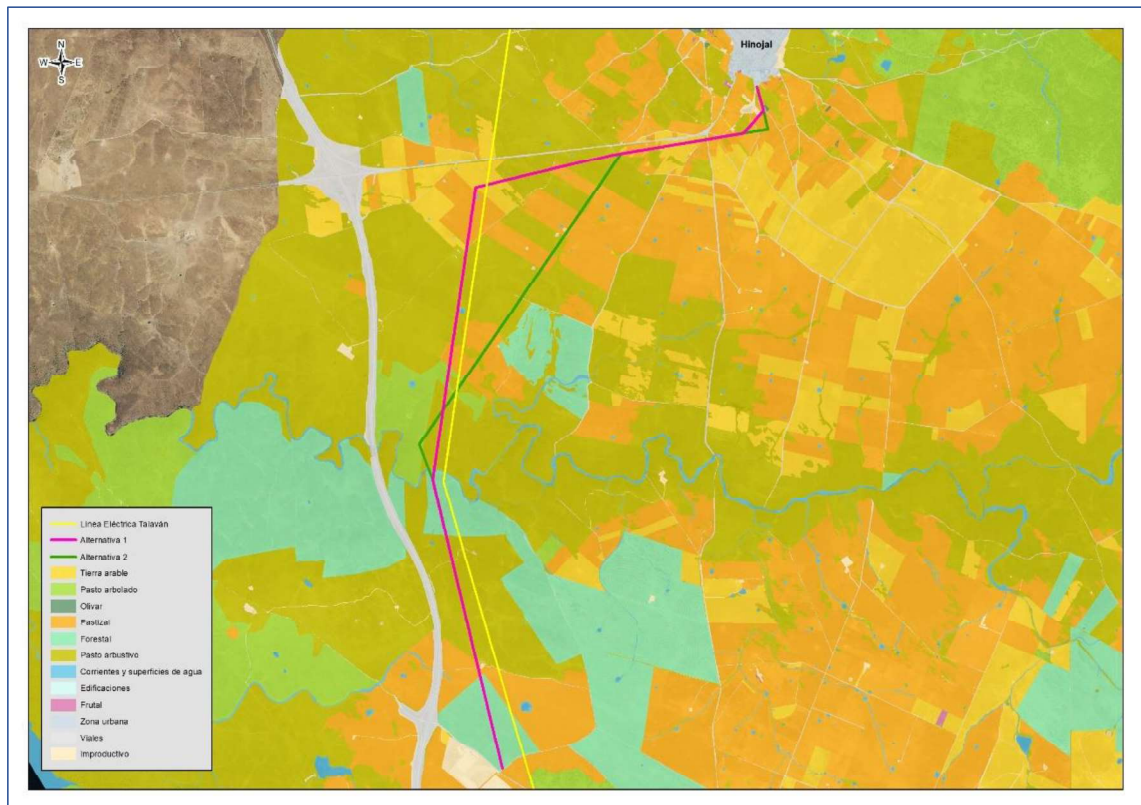 N
W E
S
Hinojal
Línea Eléctrica Talaván
Alternativa 1
Alternativa 2
Tierra arable
Pasto arbolado
Olivar
Pastizal
Forestal
Pasto arbustivo
Corrientes y superficies de agua
Edificaciones
Frutal
Zona urbana
Viales
Improductivo